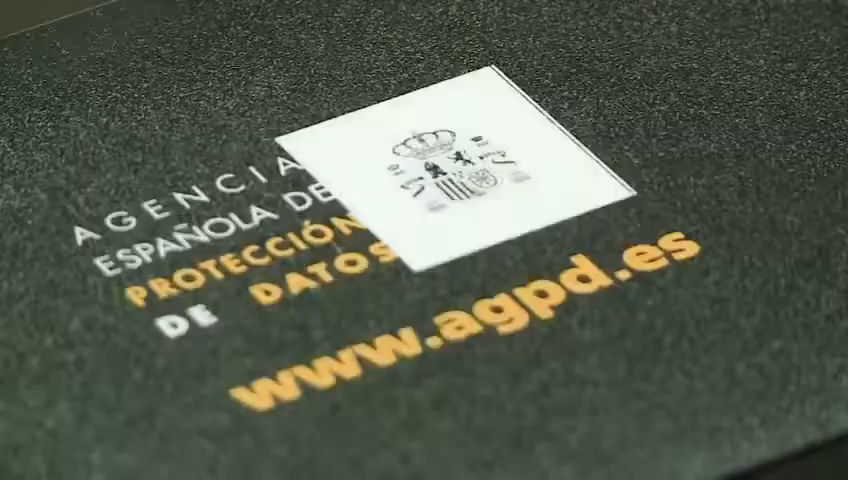 AGENCIA
ESPAÑOLA DE
PROTECCIÓN
DE DATOS
www.agpd.es